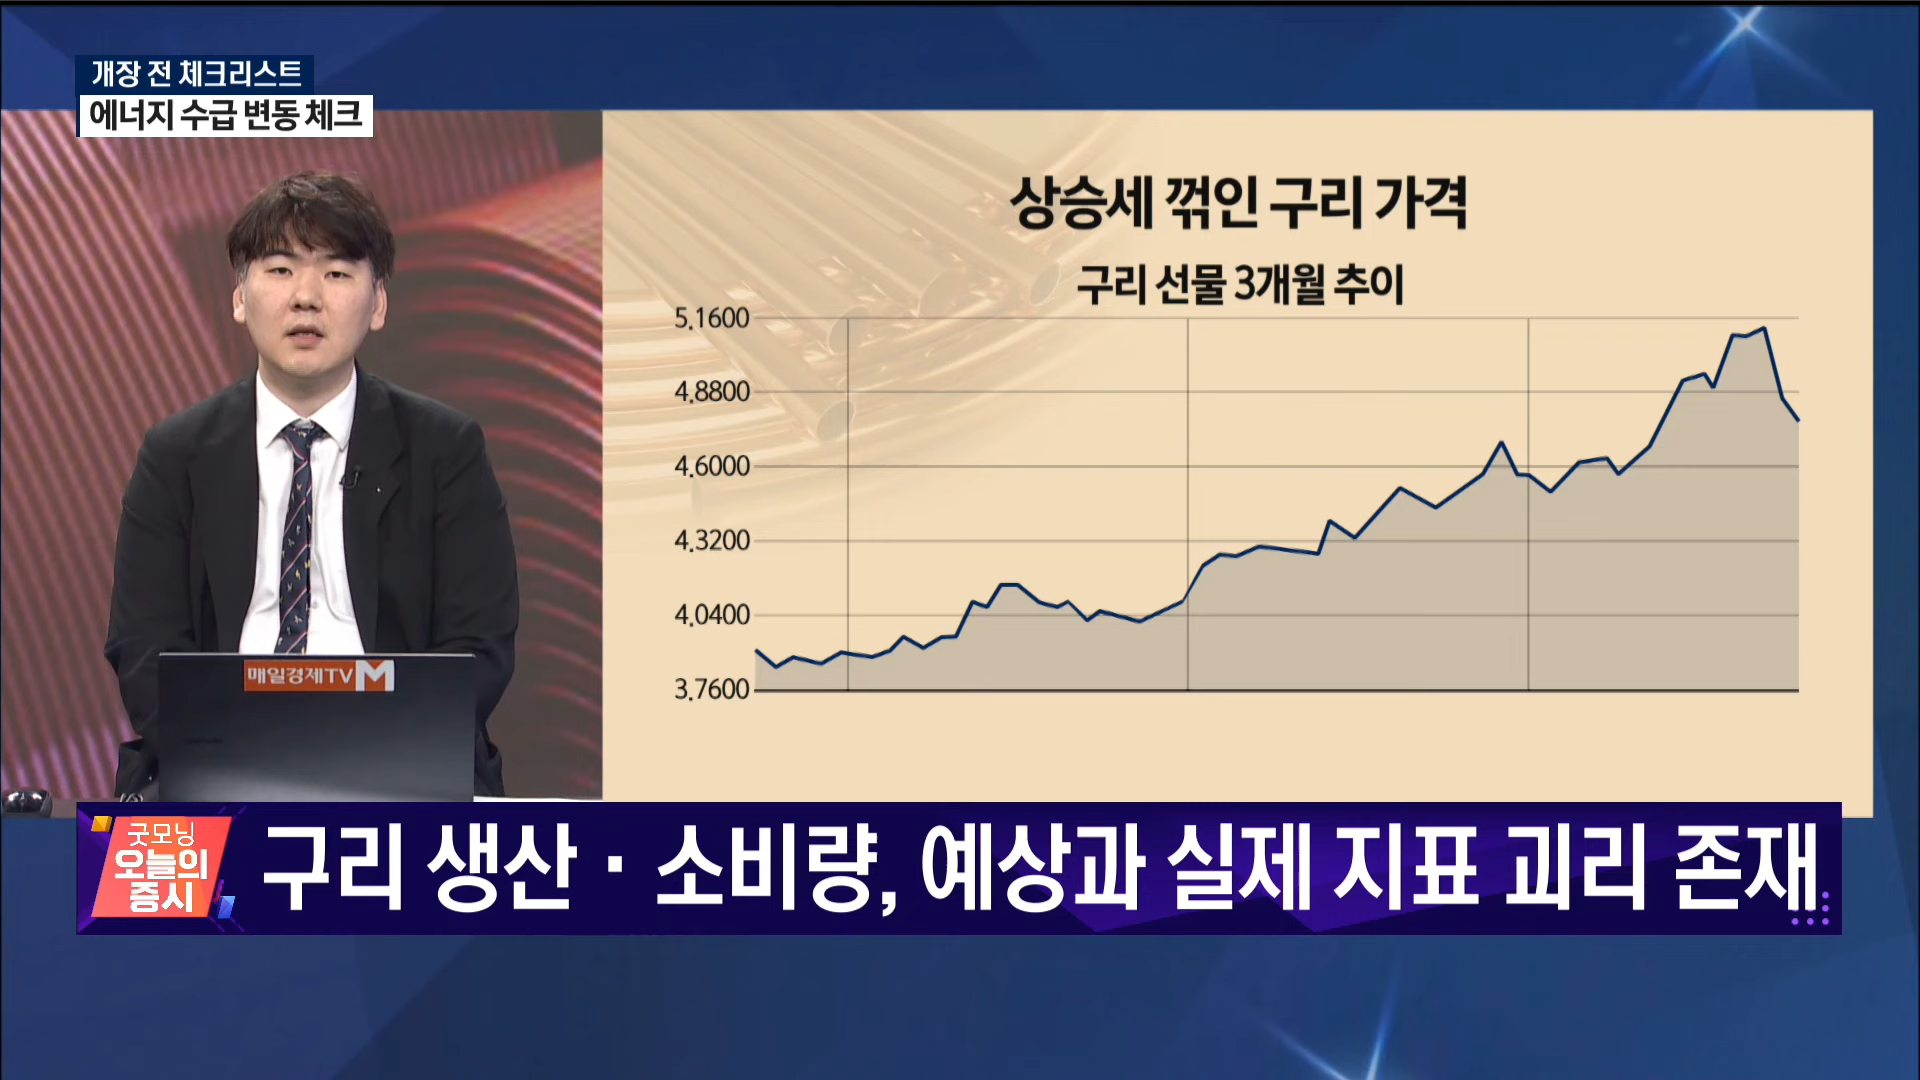 개장 전 체크리스트
에너지 수급 변동 체크
상승세 꺾인 구리 가격
구리 선물 3개월 추이
5.1600
4.8800
4.6000
4.3200
4.0400
3.7600
매일경제TV M
굿모닝
오늘의
증시
구리 생산·소비량, 예상과 실제 지표 괴리 존재